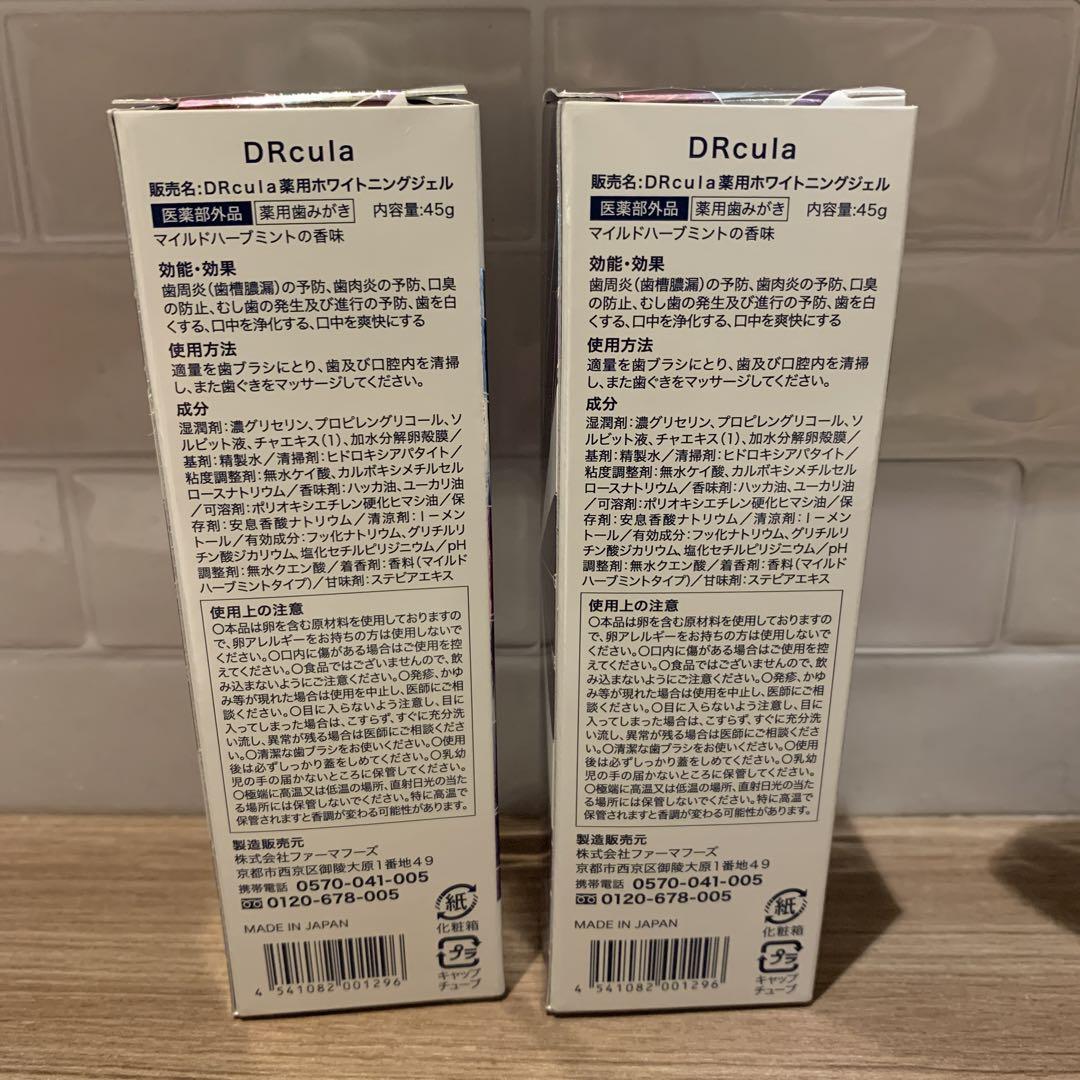 DRcula
販売名:DRcula薬用ホワイトニングジェル
医薬部外品 薬用歯みがき 内容量:45g
マイルドハーブミントの香味
効能・効果
歯周炎(歯槽膿漏)の予防、歯肉炎の予防、口臭
の防止、むし歯の発生及び進行の予防、歯を白
くする、口中を浄化する、口中を爽快にする
使用方法
適量を歯ブラシにとり、歯及び口腔内を清掃
し、また歯ぐきをマッサージしてください。
成分
湿潤剤:濃グリセリン、プロピレングリコール、ソ
ルビット液、チャエキス(1)、加水分解卵殻膜/
基剤:精製水/清掃剤:ヒドロキシアパタイト/
粘度調整剤:無水ケイ酸、カルボキシメチルセル
ロースナトリウム/香味剤:ハッカ油、ユーカリ油
/可溶剤:ポリオキシエチレン硬化ヒマシ油/保
存剤:安息香酸ナトリウム/清涼剤:l-メン
トール/有効成分:フッ化ナトリウム、グリチルリ
チン酸ジカリウム、塩化セチルピリジニウム/pH
調整剤:無水クエン酸/着香剤:香料(マイルド
ハーブミントタイプ)/甘味剤:ステビアエキス
使用上の注意
○本品は卵を含む原材料を使用しておりますの
で、卵アレルギーをお持ちの方は使用しないで
ください。○口内に傷がある場合はご使用を控
えてください。○食品ではございませんので、飲
み込まないようにご注意ください。○発疹、かゆ
み等が現れた場合は使用を中止し、医師にご相
談ください。○目に入らないよう注意し、目に
入ってしまった場合は、こすらず、すぐに充分洗
い流し、異常が残る場合は医師にご相談くださ
い。○清潔な歯ブラシをお使いください。○使用
後は必ずしっかり蓋をしめてください。○乳幼
児の手の届かないところに保管してください。
○極端に高温又は低温の場所、直射日光の当た
る場所には保管しないでください。特に高温で
保管されますと香調が変わる可能性があります。
製造販売元
株式会社ファーマフーズ
京都市西京区御陵大原1番地49
携帯電話 0570-041-005
0120-678-005
MADE IN JAPAN
紙
化粧箱
プラ
キャップ
チューブ
4 541082 001296
DRcula
販売名:DRcula薬用ホワイトニングジェル
医薬部外品 薬用歯みがき 内容量:45g
マイルドハーブミントの香味
効能・効果
歯周炎(歯槽膿漏)の予防、歯肉炎の予防、口臭
の防止、むし歯の発生及び進行の予防、歯を白
くする、口中を浄化する、口中を爽快にする
使用方法
適量を歯ブラシにとり、歯及び口腔内を清掃
し、また歯ぐきをマッサージしてください。
成分
湿潤剤:濃グリセリン、プロピレングリコール、ソ
ルビット液、チャエキス(1)、加水分解卵殻膜/
基剤:精製水/清掃剤:ヒドロキシアパタイト/
粘度調整剤:無水ケイ酸、カルボキシメチルセル
ロースナトリウム/香味剤:ハッカ油、ユーカリ油
/可溶剤:ポリオキシエチレン硬化ヒマシ油/保
存剤:安息香酸ナトリウム/清涼剤:l-メン
トール/有効成分:フッ化ナトリウム、グリチルリ
チン酸ジカリウム、塩化セチルピリジニウム/pH
調整剤:無水クエン酸/着香剤:香料(マイルド
ハーブミントタイプ)/甘味剤:ステビアエキス
使用上の注意
○本品は卵を含む原材料を使用しておりますの
で、卵アレルギーをお持ちの方は使用しないで
ください。○口内に傷がある場合はご使用を控
えてください。○食品ではございませんので、飲
み込まないようにご注意ください。○発疹、かゆ
み等が現れた場合は使用を中止し、医師にご相
談ください。○目に入らないよう注意し、目に
入ってしまった場合は、こすらず、すぐに充分洗
い流し、異常が残る場合は医師にご相談くださ
い。○清潔な歯ブラシをお使いください。○使用
後は必ずしっかり蓋をしめてください。○乳幼
児の手の届かないところに保管してください。
○極端に高温又は低温の場所、直射日光の当た
る場所には保管しないでください。特に高温で
保管されますと香調が変わる可能性があります。
製造販売元
株式会社ファーマフーズ
京都市西京区御陵大原1番地49
携帯電話 0570-041-005
0120-678-005
MADE IN JAPAN
紙
化粧箱
プラ
キャップ
チューブ
4 541082 001296